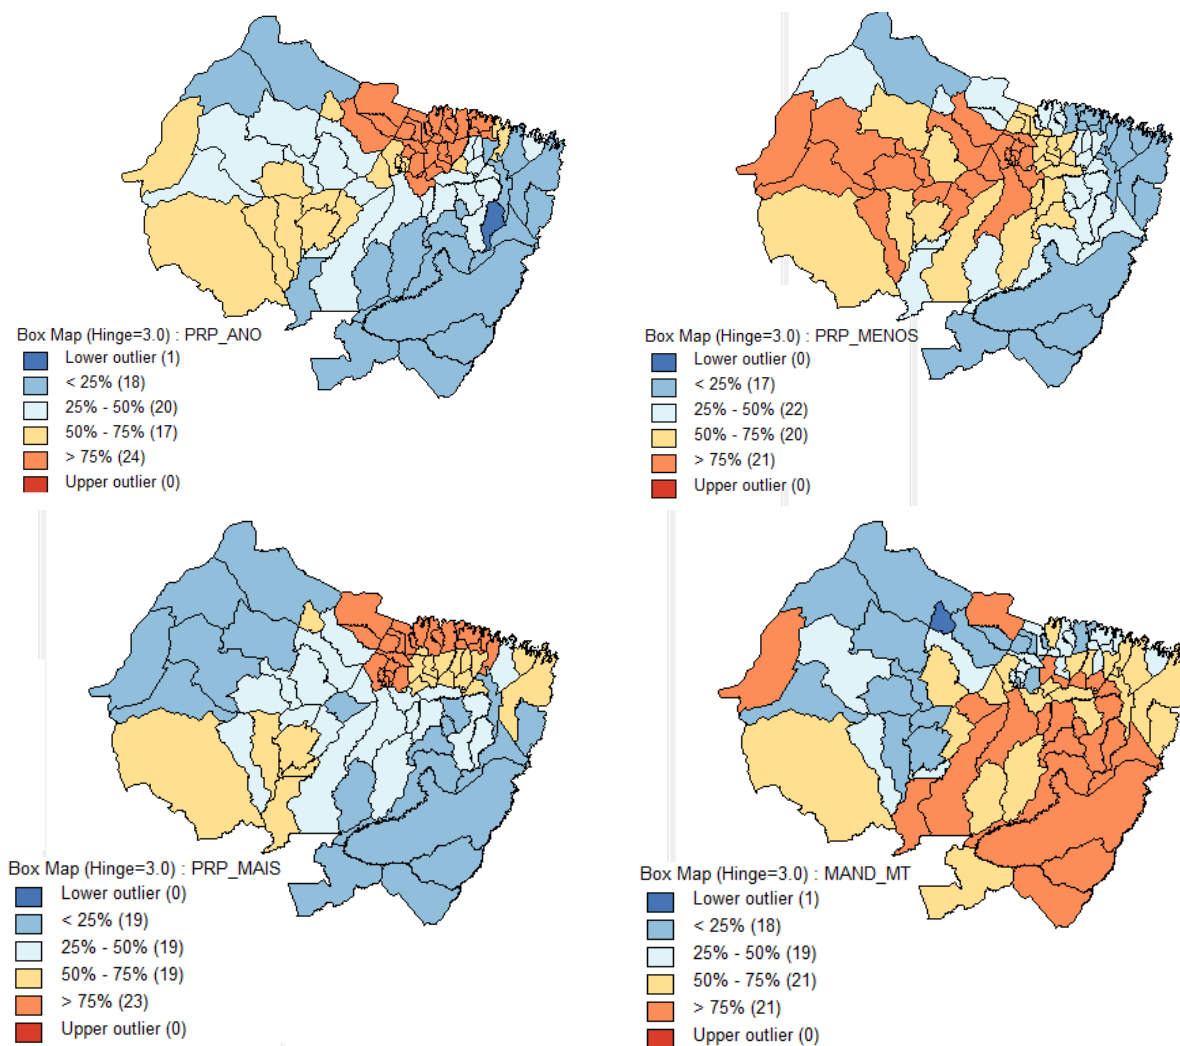 Box Map (Hinge=3.0) : PRP_ANO
Lower outlier (1)
< 25% (18)
25% - 50% (20)
50% - 75% (17)
> 75% (24)
Upper outlier (0)
Box Map (Hinge=3.0) : PRP_MENOS
Lower outlier (0)
< 25% (17)
25% - 50% (22)
50% - 75% (20)
> 75% (21)
Upper outlier (0)
Box Map (Hinge=3.0) : PRP_MAIS
Lower outlier (0)
< 25% (19)
25% - 50% (19)
50% - 75% (19)
> 75% (23)
Upper outlier (0)
Box Map (Hinge=3.0) : MAND_MT
Lower outlier (1)
< 25% (18)
25% - 50% (19)
50% - 75% (21)
> 75% (21)
Upper outlier (0)